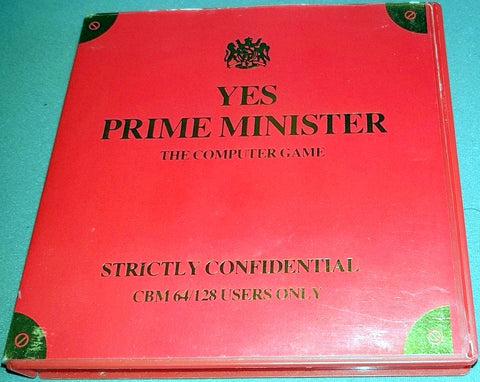 YES
PRIME MINISTER
THE COMPUTER GAME
STRICTLY CONFIDENTIAL
CBM 64/128 USERS ONLY